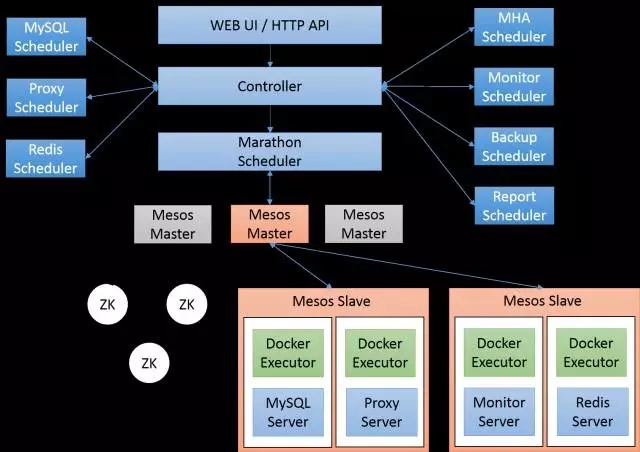 WEB UI / HTTP API
Controller
Marathon
Scheduler
MySQL
Scheduler
Proxy
Scheduler
Redis
Scheduler
MHA
Scheduler
Monitor
Scheduler
Backup
Scheduler
Report
Scheduler
Mesos
Master
Mesos
Master
Mesos
Master
ZK
ZK
ZK
Mesos Slave
Docker
Executor
MySQL
Server
Docker
Executor
Proxy
Server
Mesos Slave
Docker
Executor
Monitor
Server
Docker
Executor
Redis
Server